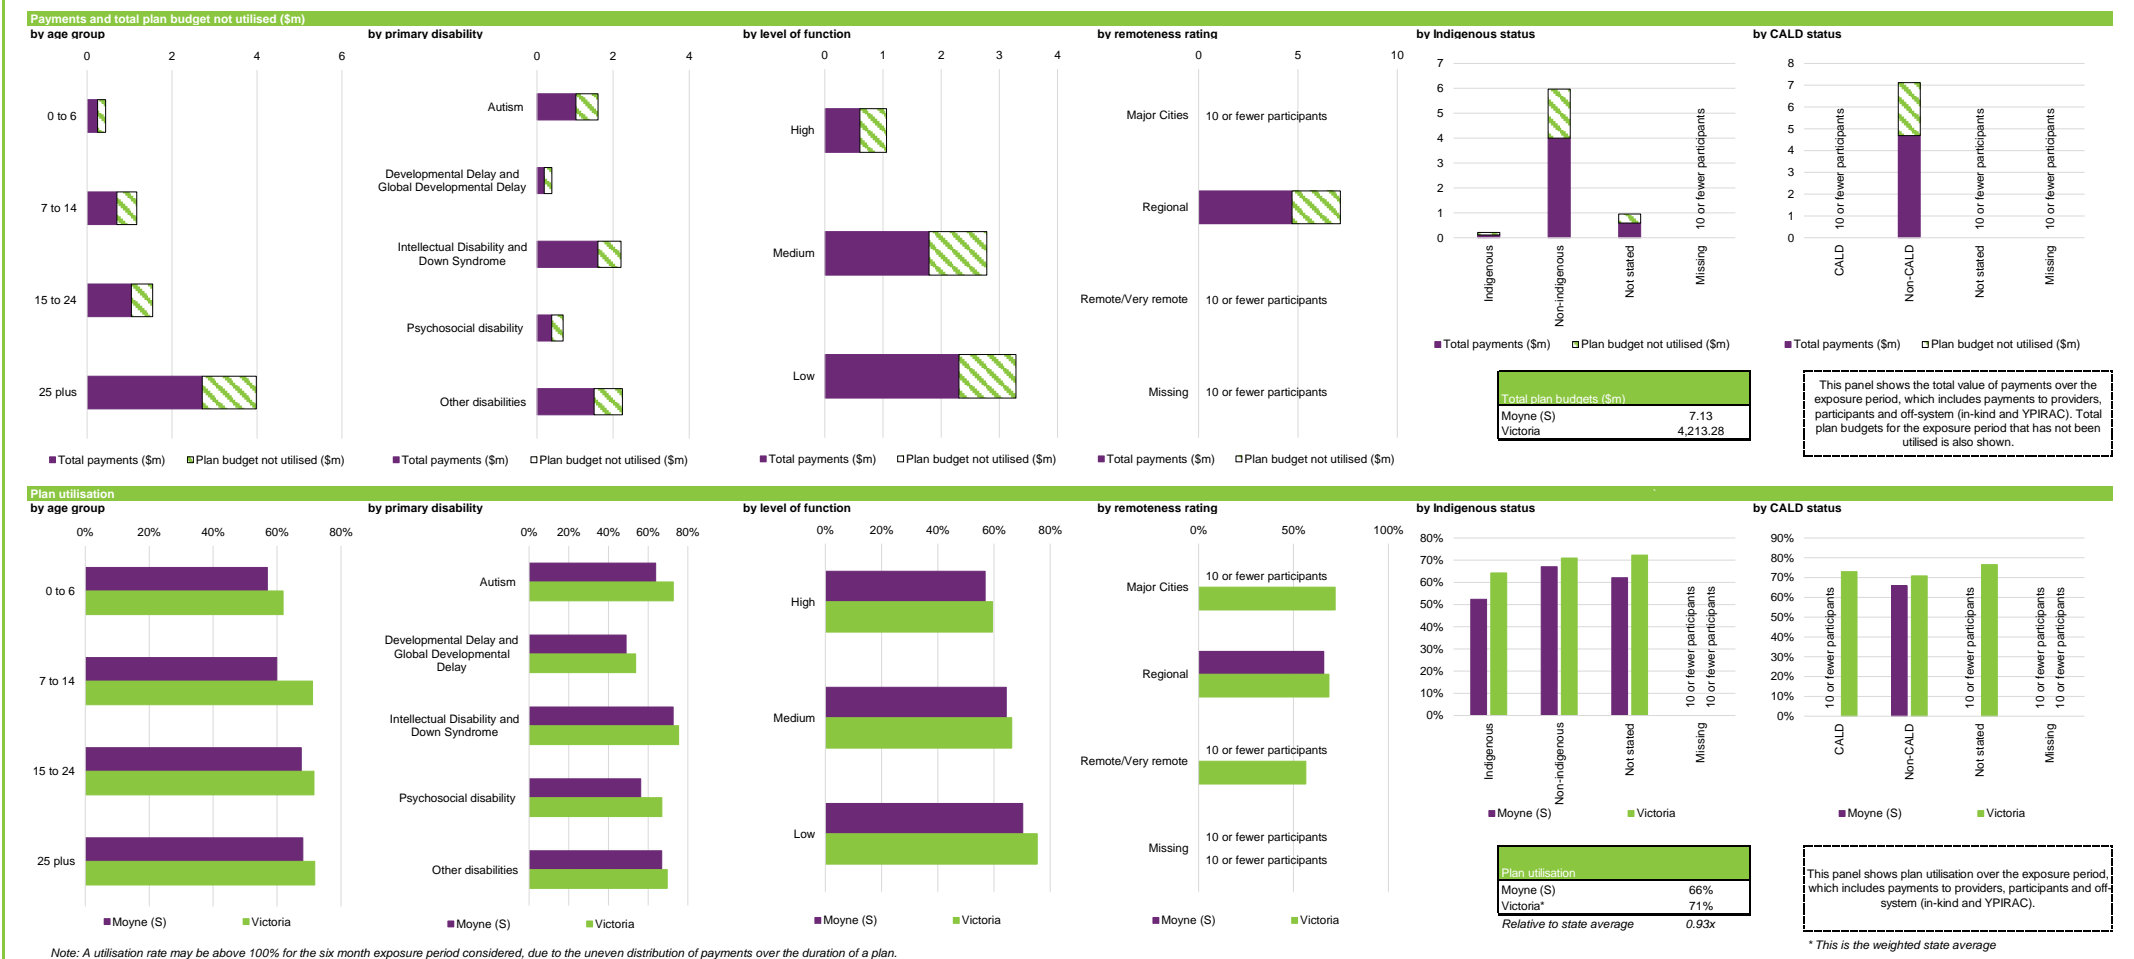 Payments and total plan budget not utilised ($m)
by age group
0
2
4
6
0 to 6
7 to 14
15 to 24
25 plus
Total payments ($m)
Plan budget not utilised ($m)
by primary disability
0
2
4
Autism
Developmental Delay and
Global Developmental Delay
Intellectual Disability and
Down Syndrome
Psychosocial disability
Other disabilities
Total payments ($m)
Plan budget not utilised ($m)
by level of function
0
1
2
3
4
High
Medium
Low
Total payments ($m)
Plan budget not utilised ($m)
by remoteness rating
0
5
10
Major Cities
10 or fewer participants
Regional
Remote/Very remote
10 or fewer participants
Missing
10 or fewer participants
Total payments ($m)
Plan budget not utilised ($m)
by Indigenous status
7
6
5
4
3
2
1
0
10 or fewer participants
Indigenous
Non-indigenous
Not stated
Missing
Total payments ($m)
Plan budget not utilised ($m)
by CALD status
8
7
6
5
4
3
2
1
0
10 or fewer participants
10 or fewer participants
10 or fewer participants
CALD
Non-CALD
Not stated
Missing
Total payments ($m)
Plan budget not utilised ($m)
Total plan budgets ($m)
Moyne (S) 7.13
Victoria 4,213.28
This panel shows the total value of payments over the
exposure period, which includes payments to providers,
participants and off-system (in-kind and YPIRAC). Total
plan budgets for the exposure period that has not been
utilised is also shown.
Plan utilisation
by age group
0%
20%
40%
60%
80%
0 to 6
7 to 14
15 to 24
25 plus
Moyne (S)
Victoria
by primary disability
0%
20%
40%
60%
80%
Autism
Developmental Delay and
Global Developmental
Delay
Intellectual Disability and
Down Syndrome
Psychosocial disability
Other disabilities
Moyne (S)
Victoria
by level of function
0%
20%
40%
60%
80%
High
Medium
Low
Moyne (S)
Victoria
by remoteness rating
0%
50%
100%
Major Cities
10 or fewer participants
Regional
Remote/Very remote
10 or fewer participants
Missing
10 or fewer participants
10 or fewer participants
Moyne (S)
Victoria
by Indigenous status
80%
70%
60%
50%
40%
30%
20%
10%
0%
10 or fewer participants
10 or fewer participants
Indigenous
Non-indigenous
Not stated
Missing
Moyne (S)
Victoria
by CALD status
90%
80%
70%
60%
50%
40%
30%
20%
10%
0%
10 or fewer participants
10 or fewer participants
10 or fewer participants
10 or fewer participants
CALD
Non-CALD
Not stated
Missing
Moyne (S)
Victoria
Plan utilisation
Moyne (S) 66%
Victoria* 71%
Relative to state average 0.93x
This panel shows plan utilisation over the exposure period,
which includes payments to providers, participants and off-
system (in-kind and YPIRAC).
* This is the weighted state average
Note: A utilisation rate may be above 100% for the six month exposure period considered, due to the uneven distribution of payments over the duration of a plan.